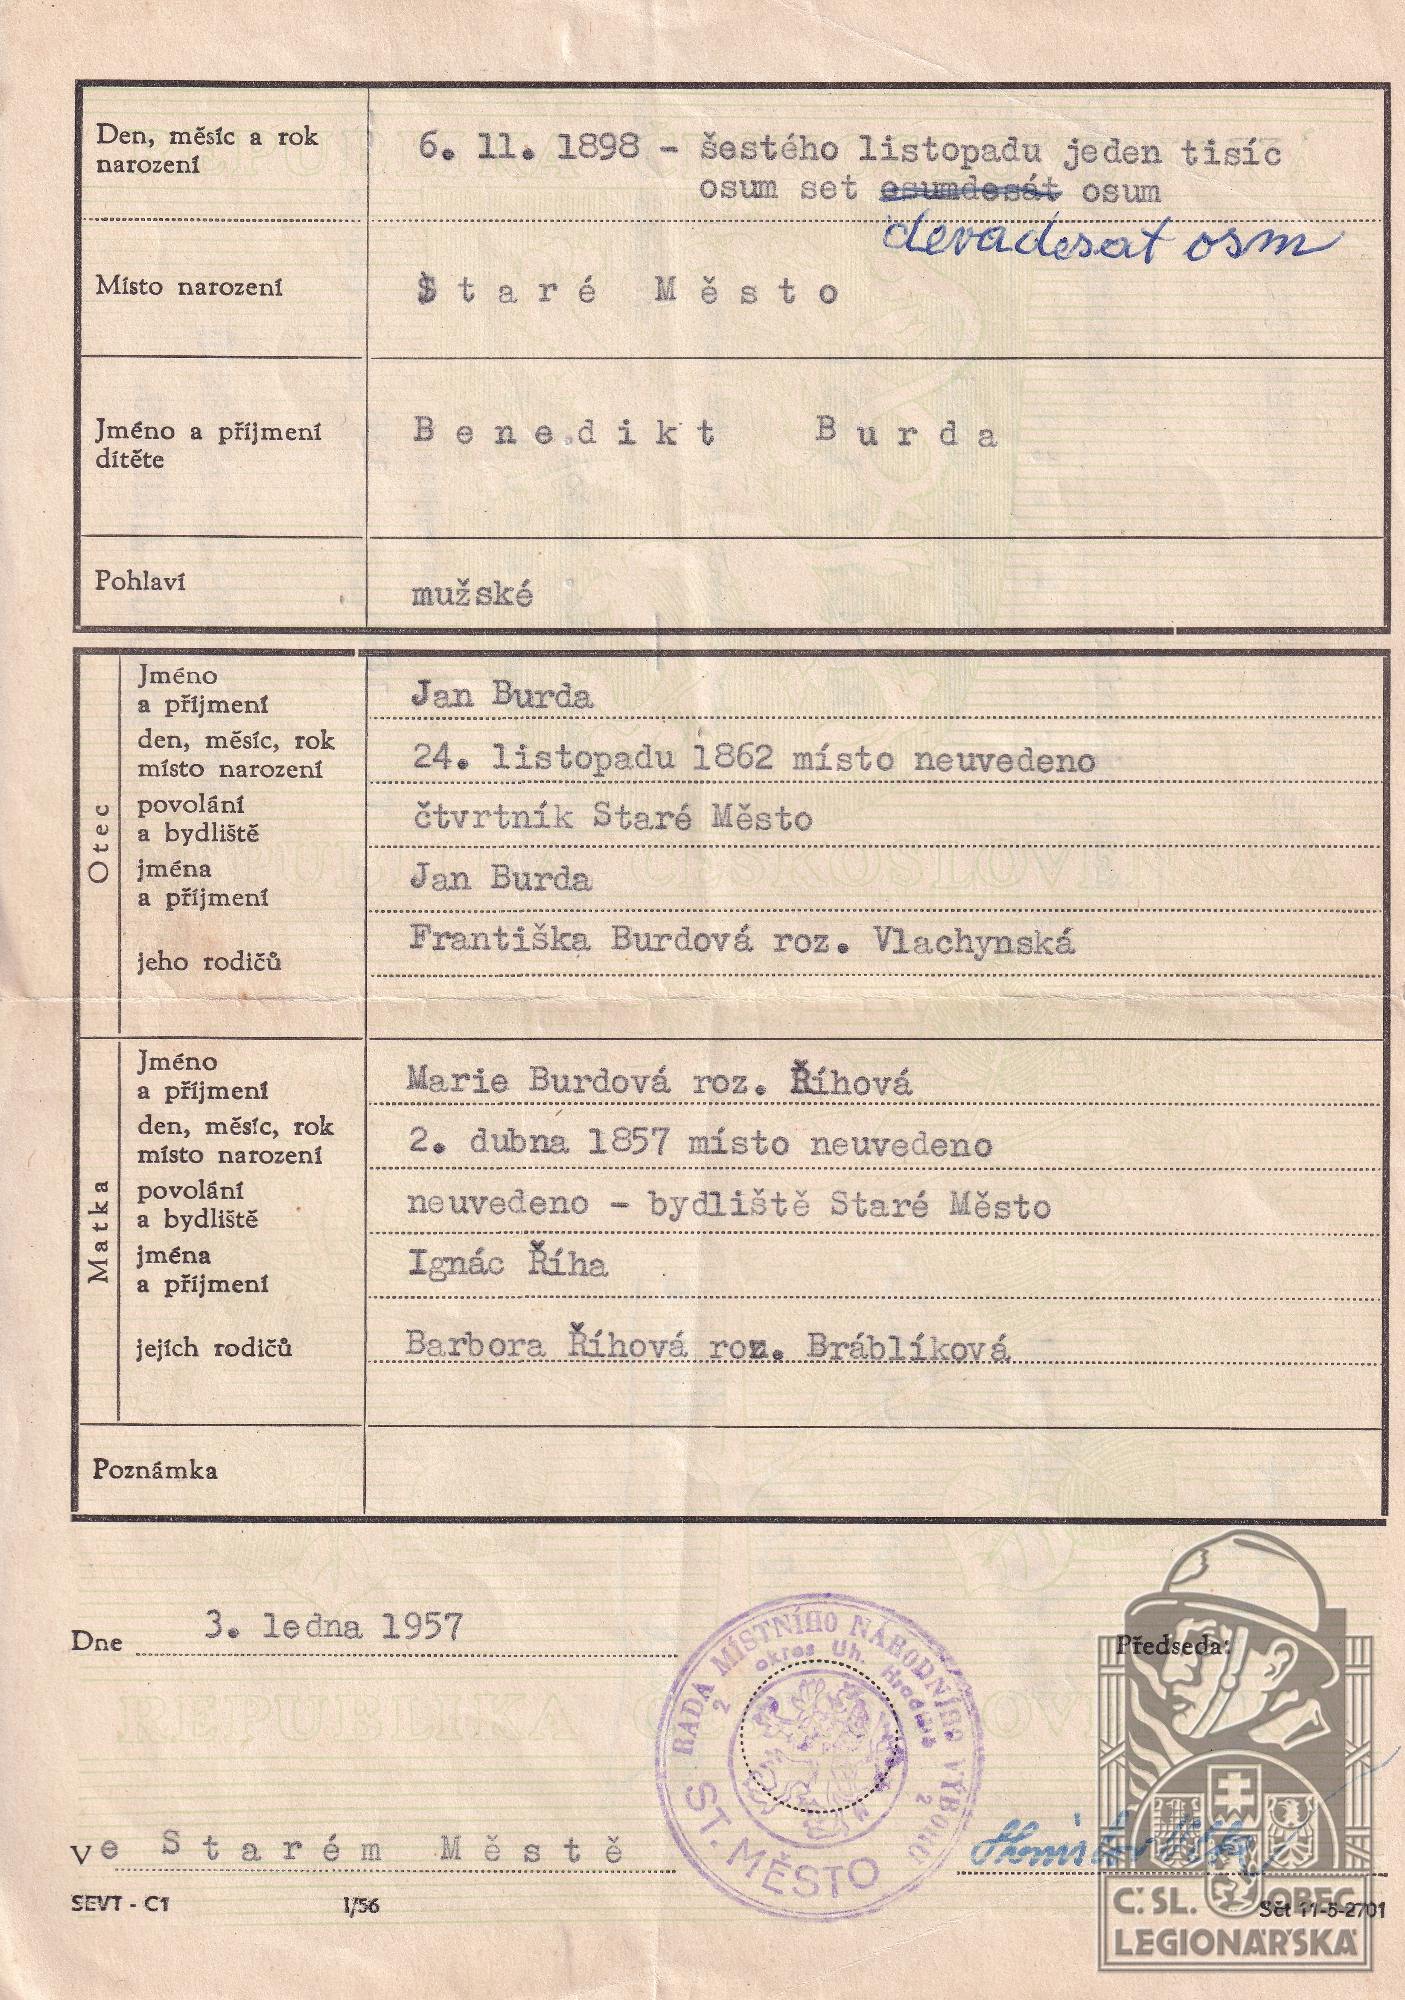 Den, měsíc a rok
narození
6. 11. 1898 - šestého listopadu jeden tisíc
osum set osumdesát osum
devadesát osm
Místo narození
Staré Město
Jméno a příjmení
dítěte
Benedikt Burda
Pohlaví
mužské
Otec
Jméno
a příjmení
Jan Burda
den, měsíc, rok
místo narození
24. listopadu 1862 místo neuvedeno
povolání
a bydliště
čtvrtník Staré Město
jména
a příjmení
Jan Burda
jeho rodičů
Františka Burdová roz. Vlachynská
Matka
Jméno
a příjmení
Marie Burdová roz. Říhová
den, měsíc, rok
místo narození
2. dubna 1857 místo neuvedeno
povolání
a bydliště
neuvedeno - bydliště Staré Město
jména
a příjmení
Ignác Říha
jejích rodičů
Barbora Říhová roz. Bráblíková
Poznámka
Dne 3. ledna 1957
RADA MÍSTNÍHO NÁRODNÍHO VÝBORU
2 okres Uh. Hradiště 2
ST. MĚSTO
Předseda:
Ve Starém Městě
SEVT - C1
I/56
Sčt 11-5-2701
Č.SL. OBEC
LEGIONÁŘSKÁ